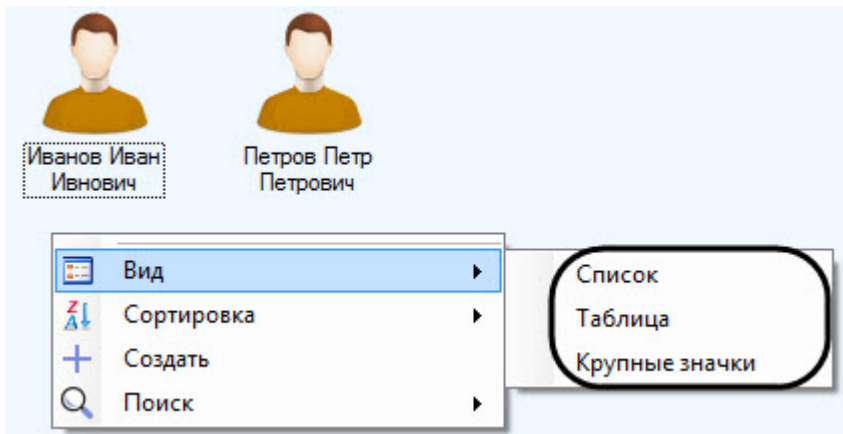 Иванов Иван
Ивнович
Петров Петр
Петрович
Вид
Сортировка
Создать
Поиск
Список
Таблица
Крупные значки